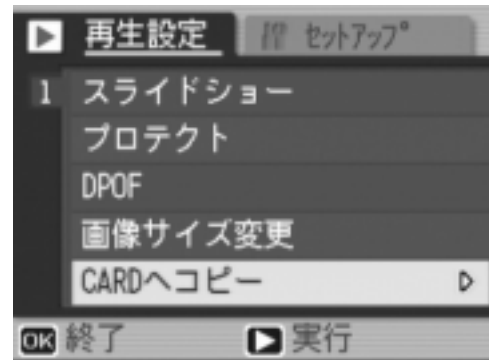 再生設定 セットアップ
1 スライドショー
プロテクト
DPOF
画像サイズ変更
CARDへコピー
OK 終了 実行